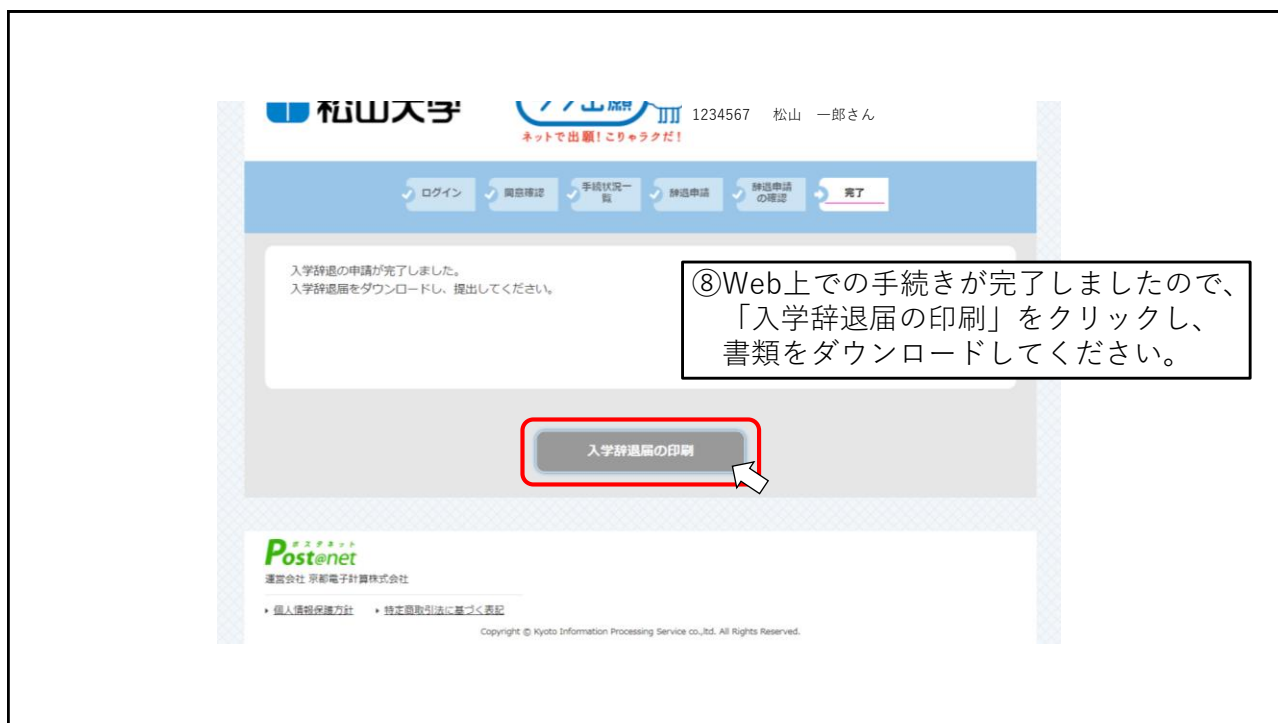 松山大学
ネットで出願!こりゃラクだ!
1234567 松山 一郎さん
ログイン
同意確認
手続状況一
覧
辞退申請
辞退申請
の確認
完了
入学辞退の申請が完了しました。
入学辞退届をダウンロードし、提出してください。
⑧Web上での手続きが完了しましたので、
「入学辞退届の印刷」をクリックし、
書類をダウンロードしてください。
入学辞退届の印刷
ポスタネット
Post@net
運営会社 京都電子計算株式会社
個人情報保護方針
特定商取引法に基づく表記
Copyright © Kyoto Information Processing Service co.,ltd. All Rights Reserved.